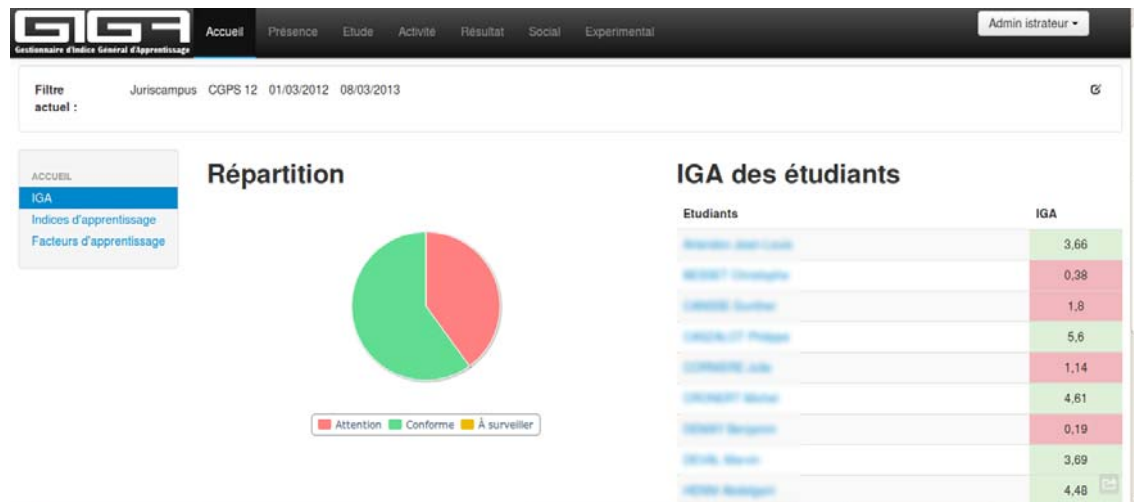 GIGA
Gestionnaire d'Indice Général d'Apprentissage
Accueil Présence Etude Activité Résultat Social Experimental
Admin istrateur
Filtre actuel :
Juriscampus CGPS 12 01/03/2012 08/03/2013
ACCUEIL
IGA
Indices d'apprentissage
Facteurs d'apprentissage
Répartition
Attention Conforme À surveiller
IGA des étudiants
Etudiants IGA
3,66
0,38
1,8
5,6
1,14
4,61
0,19
3,69
4,48